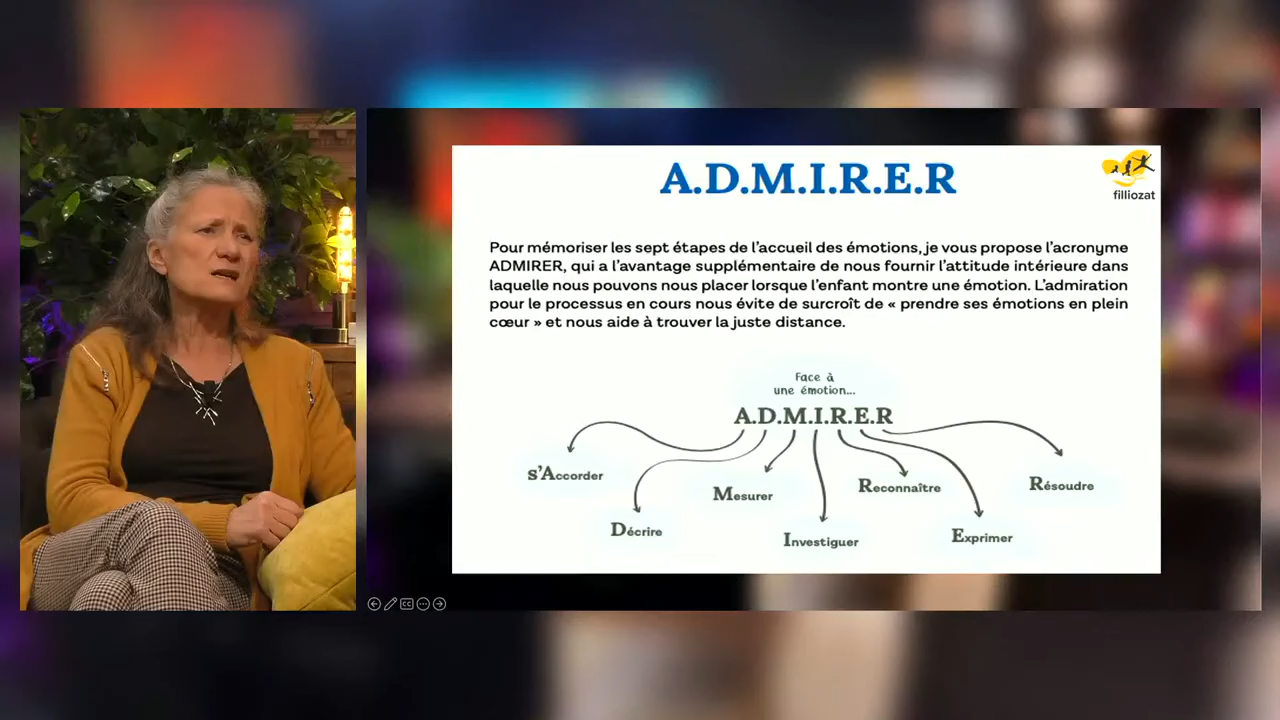 A.D.M.I.R.E.R
filliozat
Pour mémoriser les sept étapes de l'accueil des émotions, je vous propose l'acronyme
ADMIRER, qui a l'avantage supplémentaire de nous fournir l'attitude intérieure dans
laquelle nous pouvons nous placer lorsque l'enfant montre une émotion. L'admiration
pour le processus en cours nous évite de surcroît de « prendre ses émotions en plein
cœur » et nous aide à trouver la juste distance.
Face à
une émotion...
A.D.M.I.R.E.R
s'Accorder
Décrire
Mesurer
Investiguer
Reconnaître
Exprimer
Résoudre
CC